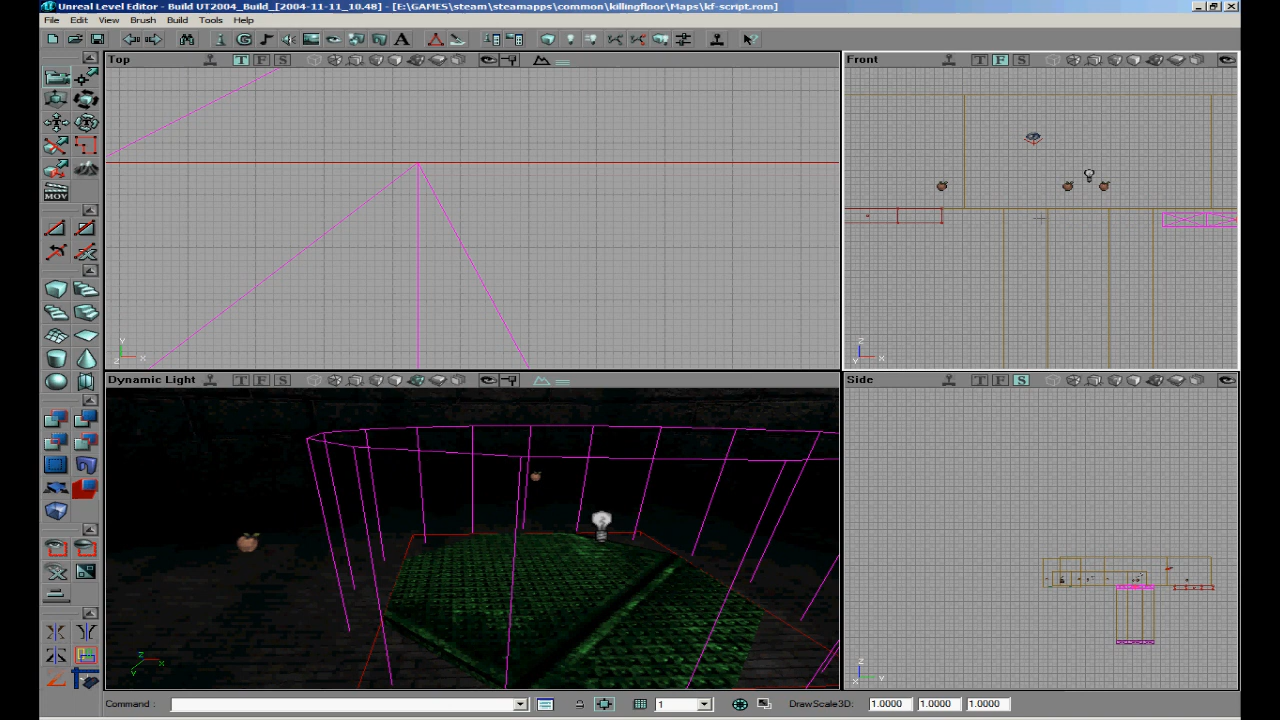 Unreal Level Editor - Build UT2004_Build_[2004-11-11_10.48] - [E:\GAMES\steam\steamapps\common\killingfloor\Maps\kf-script.rom]
File Edit View Brush Build Tools Help
Top T F S
Front T F S
MOV
Y
Z X
Z
Y X
Dynamic Light T F S
Side T F S
Z
X
Y
Z
X Y
Command : 1 DrawScale3D: 1.0000 1.0000 1.0000